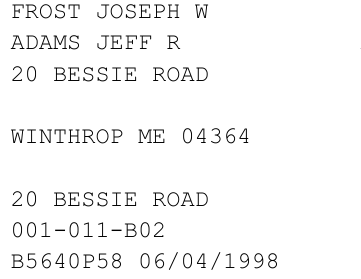 FROST JOSEPH W
ADAMS JEFF R
20 BESSIE ROAD
WINTHROP ME 04364
20 BESSIE ROAD
001-011-B02
B5640P58 06/04/1998